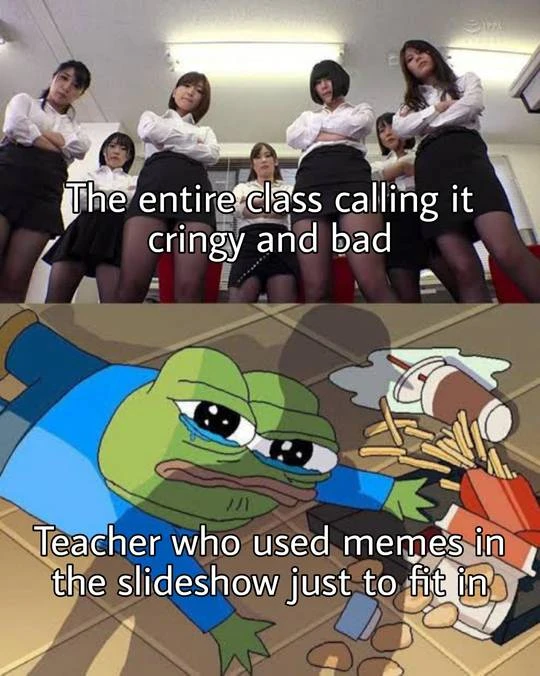 The entire class calling it
cringy and bad
Teacher who used memes in
the slideshow just to fit in